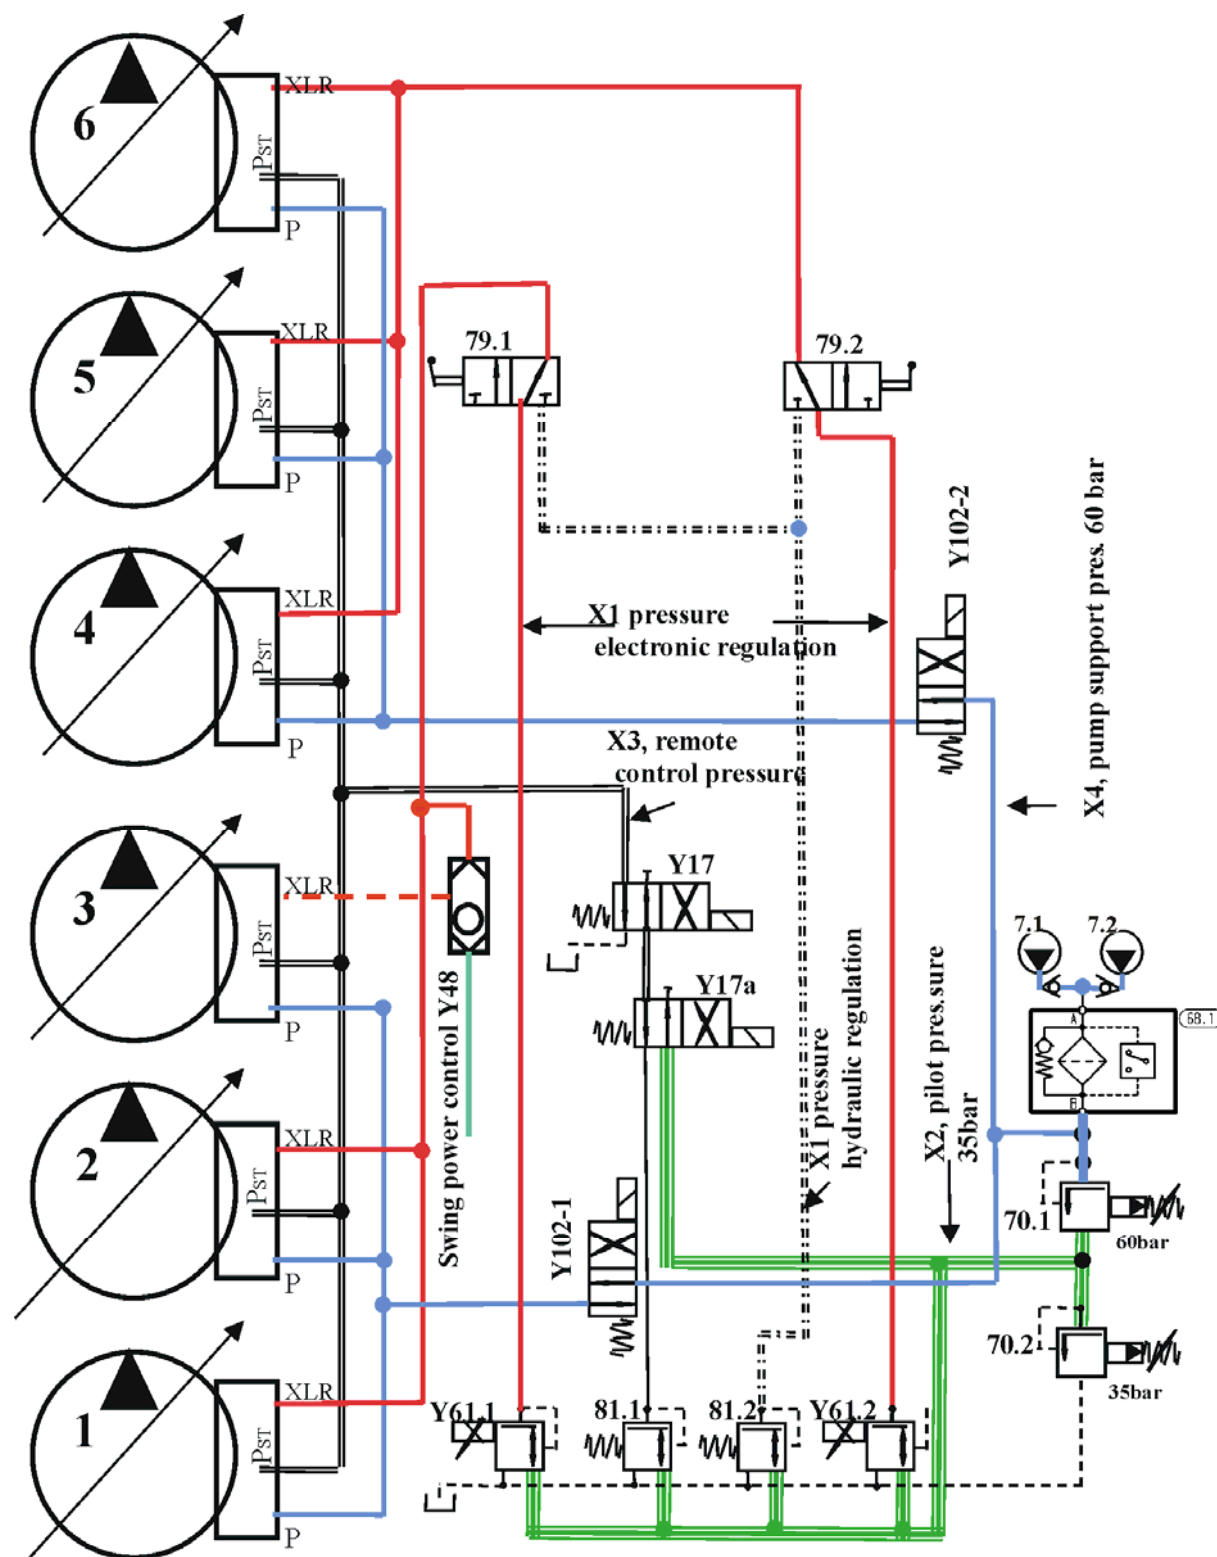 6
XLR
PST
P
5
XLR
PST
P
79.1
79.2
4
XLR
PST
P
X1 pressure
electronic regulation
Y102-2
X4, pump support pres. 60 bar
X3, remote
control pressure
3
XLR
PST
P
Y17
Y17a
Swing power control Y48
X1 pressure
hydraulic regulation
X2, pilot pres.sure
35bar
7.1
7.2
68.1
A
B
2
XLR
PST
P
Y102-1
70.1
60bar
70.2
35bar
1
XLR
PST
P
Y61.1
81.1
81.2
Y61.2